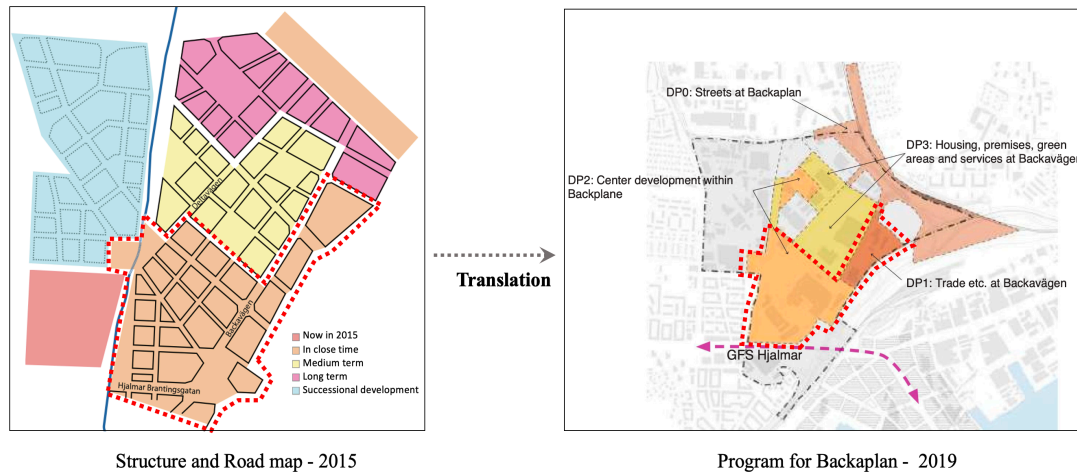 Deltavägen
Backavägen
Hjalmar Brantingsgatan
Now in 2015
In close time
Medium term
Long term
Successional development
Structure and Road map - 2015
Translation
DP0: Streets at Backaplan
DP3: Housing, premises, green
areas and services at Backavägen
DP2: Center development within
Backplane
DP1: Trade etc. at Backavägen
GFS Hjalmar
Program for Backaplan - 2019